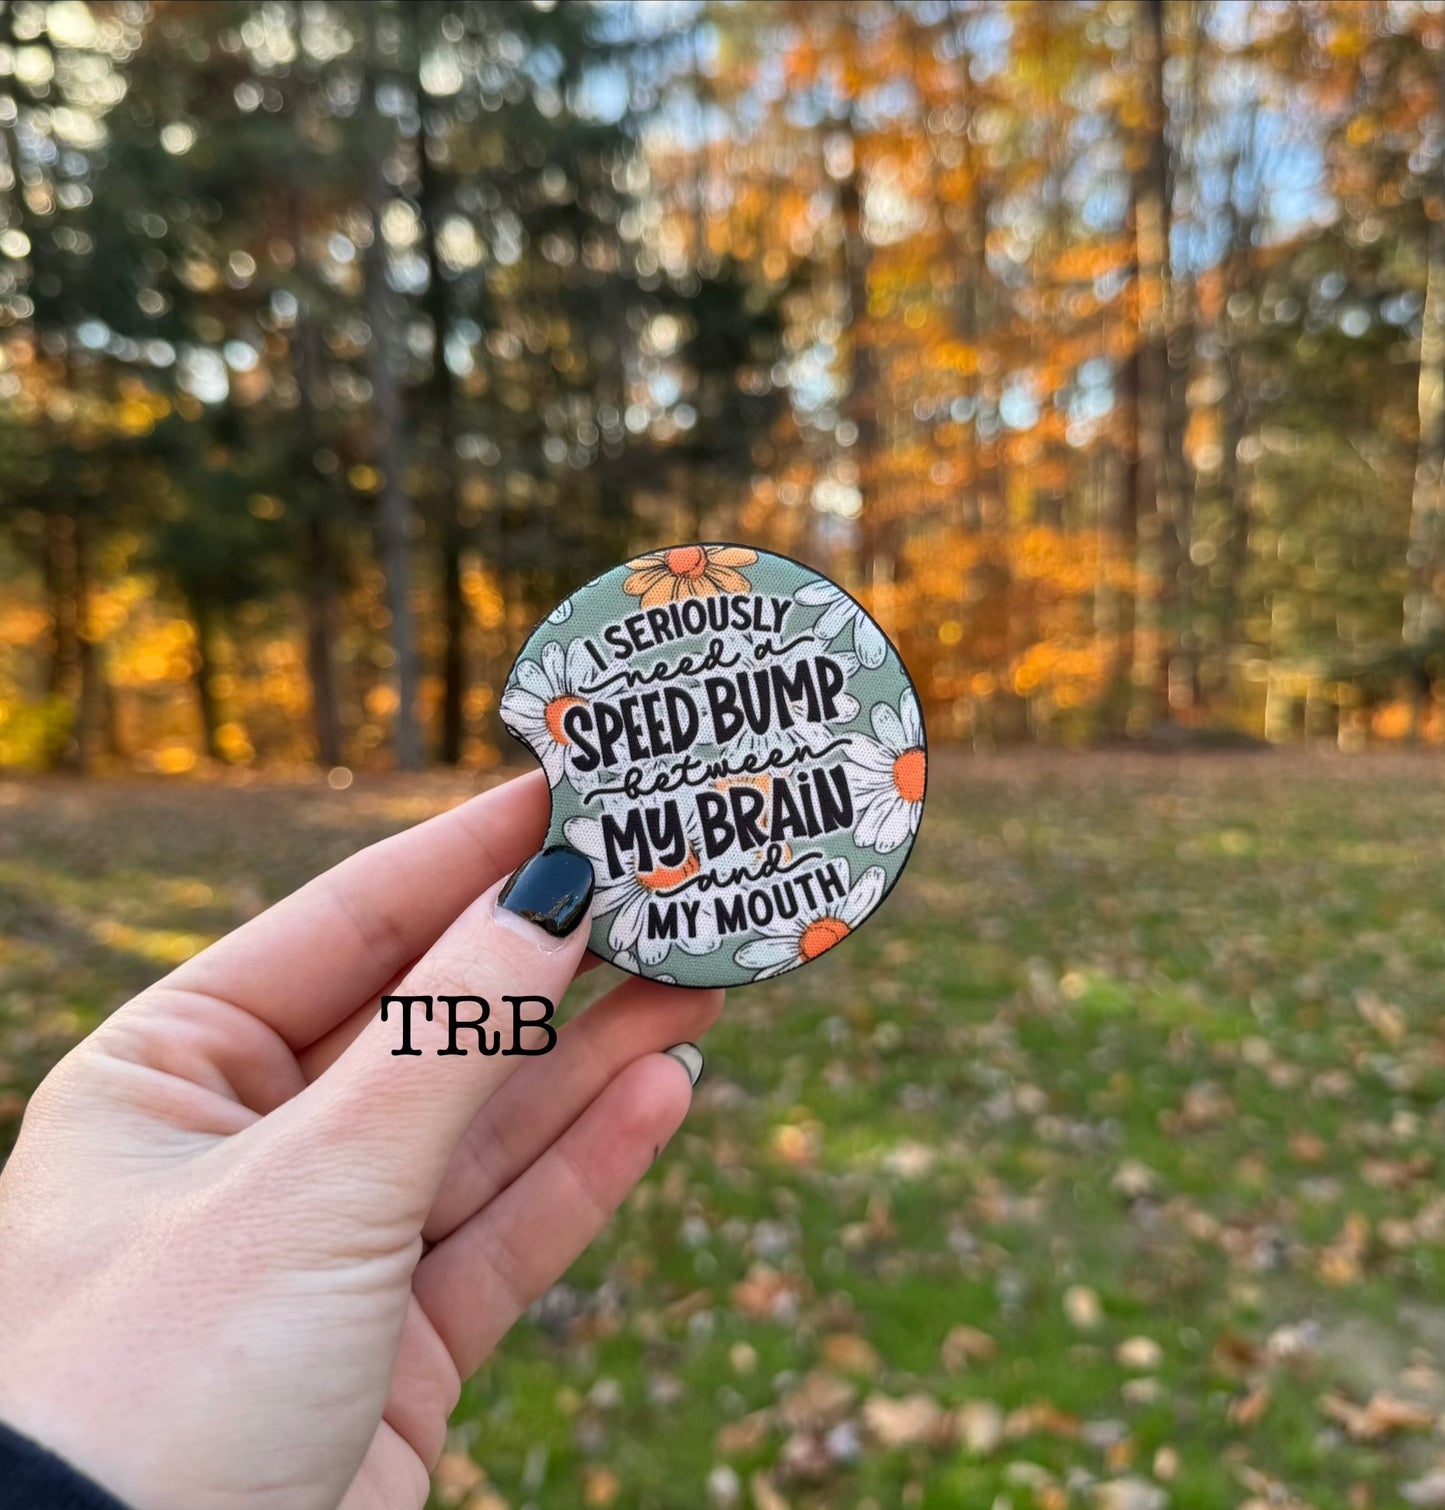 I SERIOUSLY
need a
SPEED BUMP
between
MY BRAiN
and
MY MOUTH
TRB